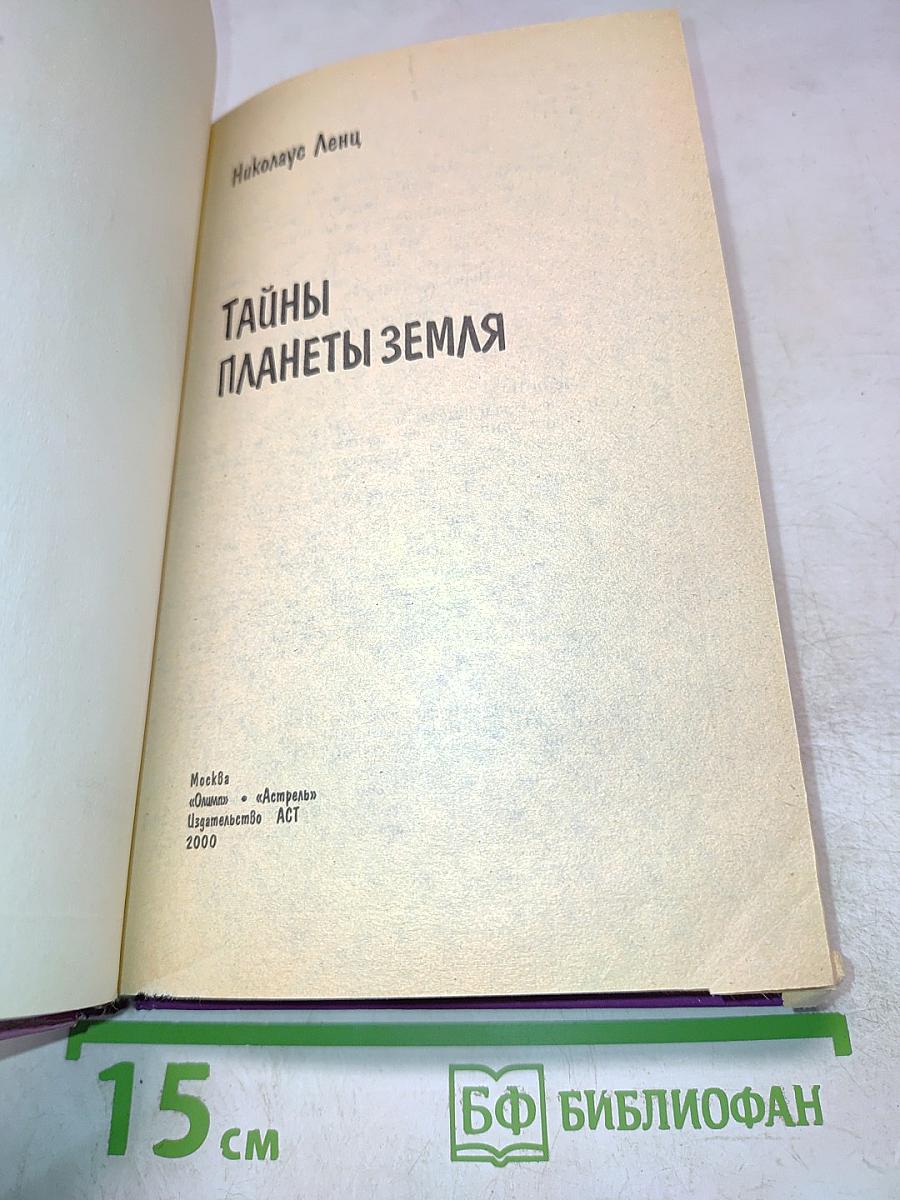 Николаус Ленц
ТАЙНЫ
ПЛАНЕТЫ ЗЕМЛЯ
Москва
«Олимп» • «Астрель»
Издательство АСТ
2000
15 см
БФ БИБЛИОФАН